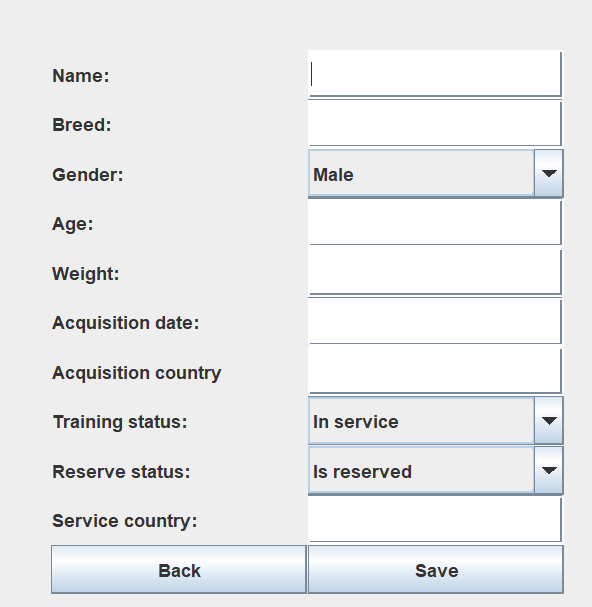 Name:
Breed:
Gender: Male
Age:
Weight:
Acquisition date:
Acquisition country
Training status: In service
Reserve status: Is reserved
Service country:
Back Save